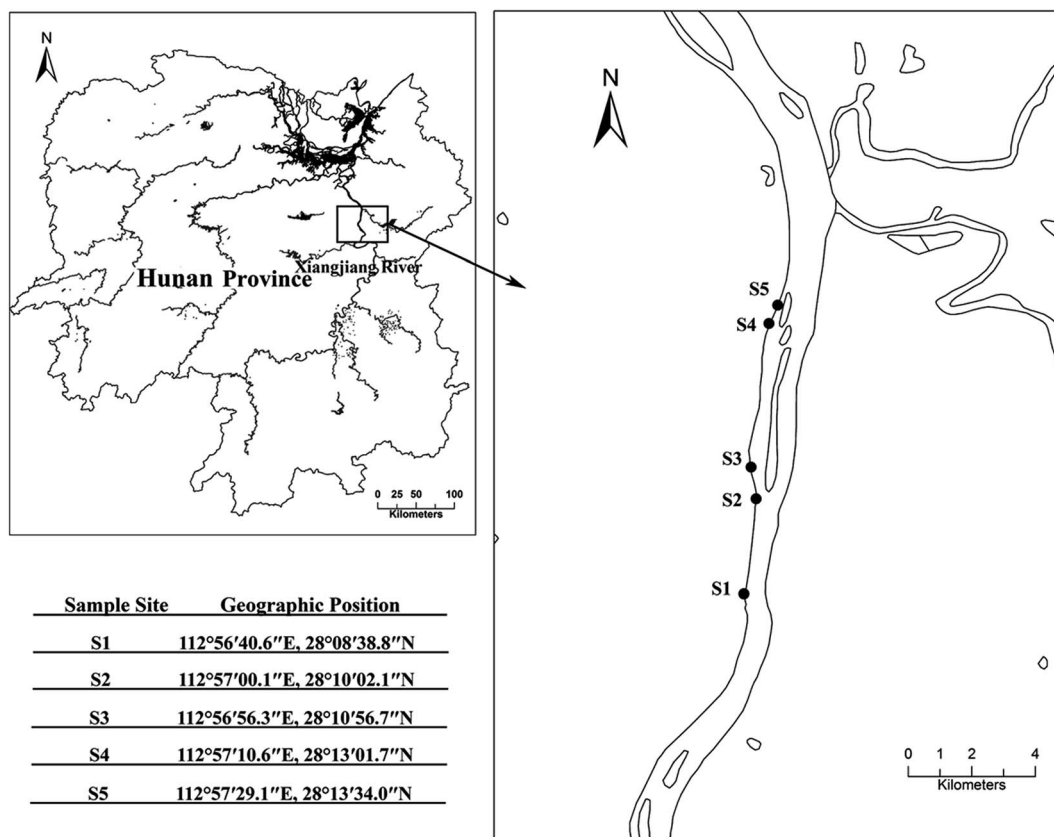 N
Hunan Province
Xiangjiang River
0 25 50 100
Kilometers
N
S5
S4
S3
S2
S1
0 1 2 4
Kilometers
Sample Site Geographic Position
S1 112°56′40.6″E, 28°08′38.8″N
S2 112°57′00.1″E, 28°10′02.1″N
S3 112°56′56.3″E, 28°10′56.7″N
S4 112°57′10.6″E, 28°13′01.7″N
S5 112°57′29.1″E, 28°13′34.0″N